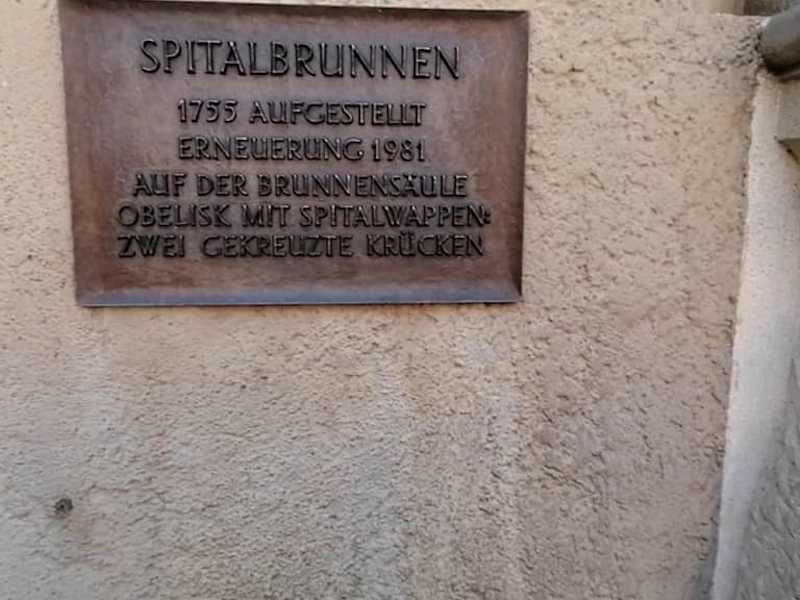 SPITALBRUNNEN
1755 AUFGESTELLT
ERNEUERUNG 1981
AUF DER BRUNNENSÄULE
OBELISK MIT SPITALWAPPEN:
ZWEI GEKREUZTE KRÜCKEN